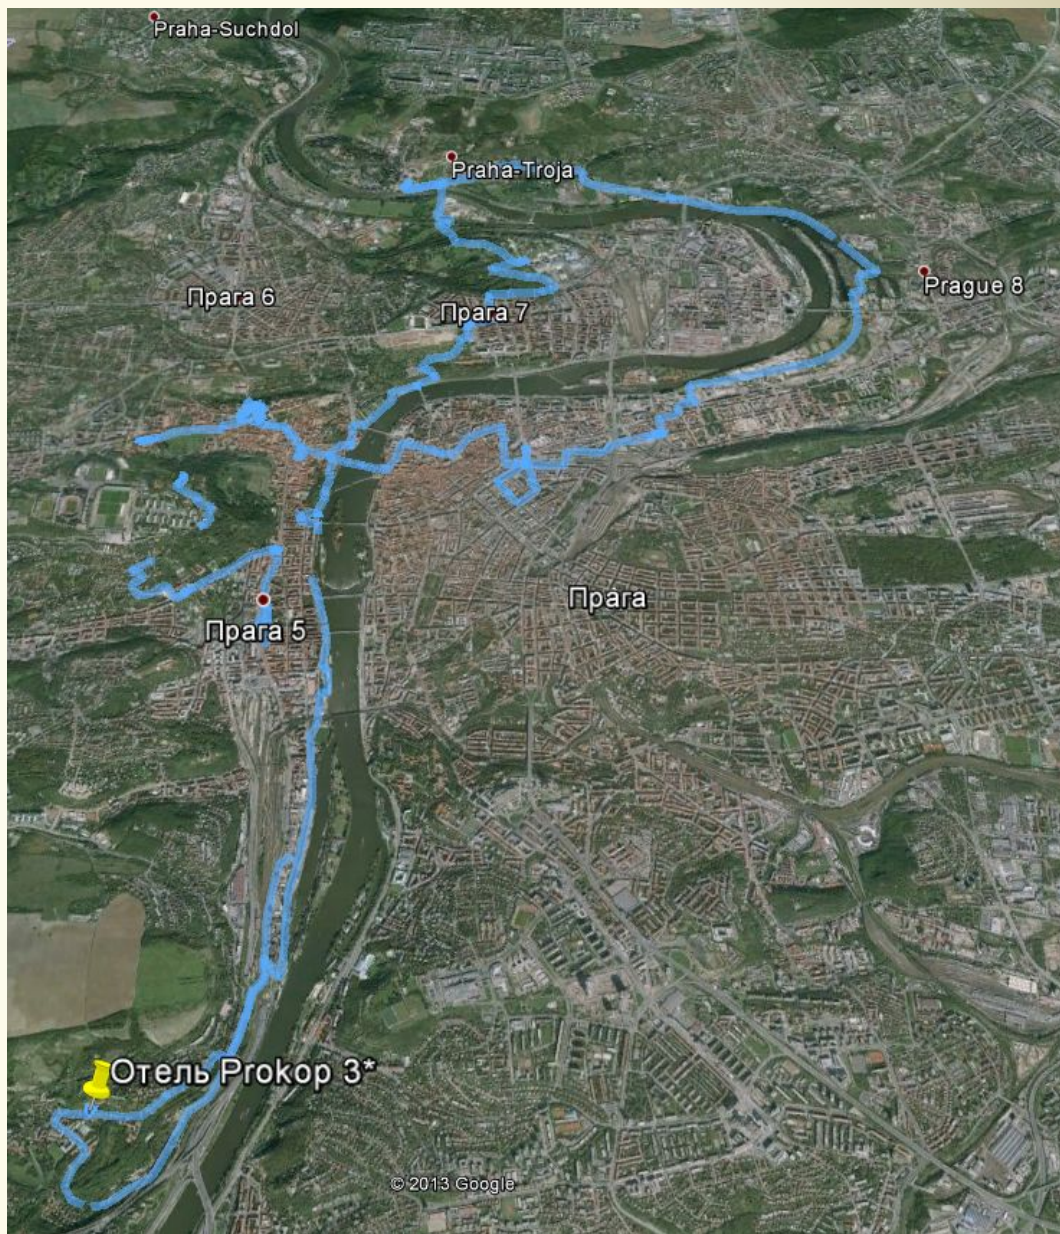 Praha-Suchdol
Praha-Troja
Prague 8
Прага 6
Прага 7
Прага
Прага 5
Отель Prokop 3*
© 2013 Google